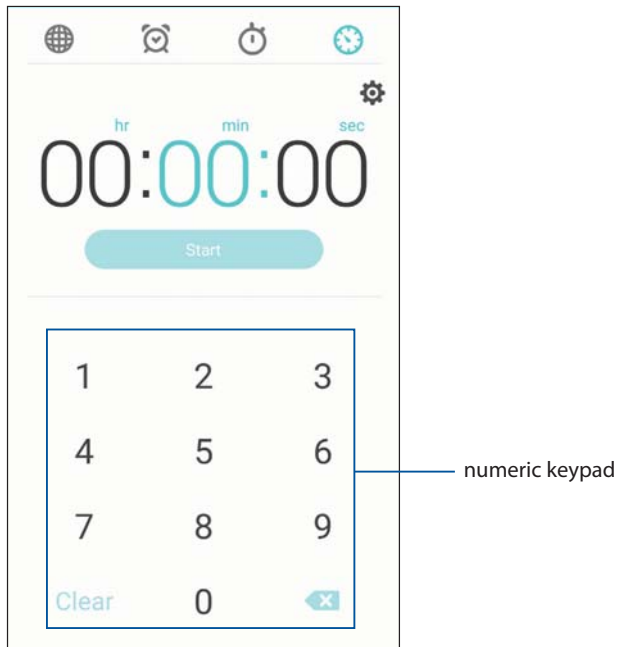 hr min sec
00:00:00
Start
1 2 3
4 5 6
numeric keypad
7 8 9
Clear 0